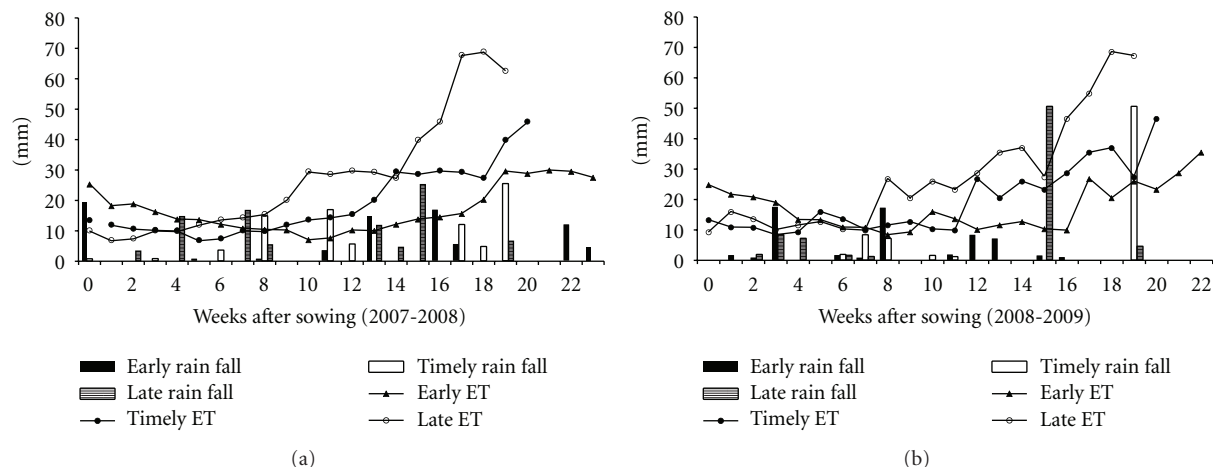 80
70
60
50
40
30
20
10
0
(mm)
0 2 4 6 8 10 12 14 16 18 20 22
Weeks after sowing (2007-2008)
Early rain fall Timely rain fall
Late rain fall Early ET
Timely ET Late ET
(a)
80
70
60
50
40
30
20
10
0
(mm)
0 2 4 6 8 10 12 14 16 18 20 22
Weeks after sowing (2008-2009)
Early rain fall Timely rain fall
Late rain fall Early ET
Timely ET Late ET
(b)